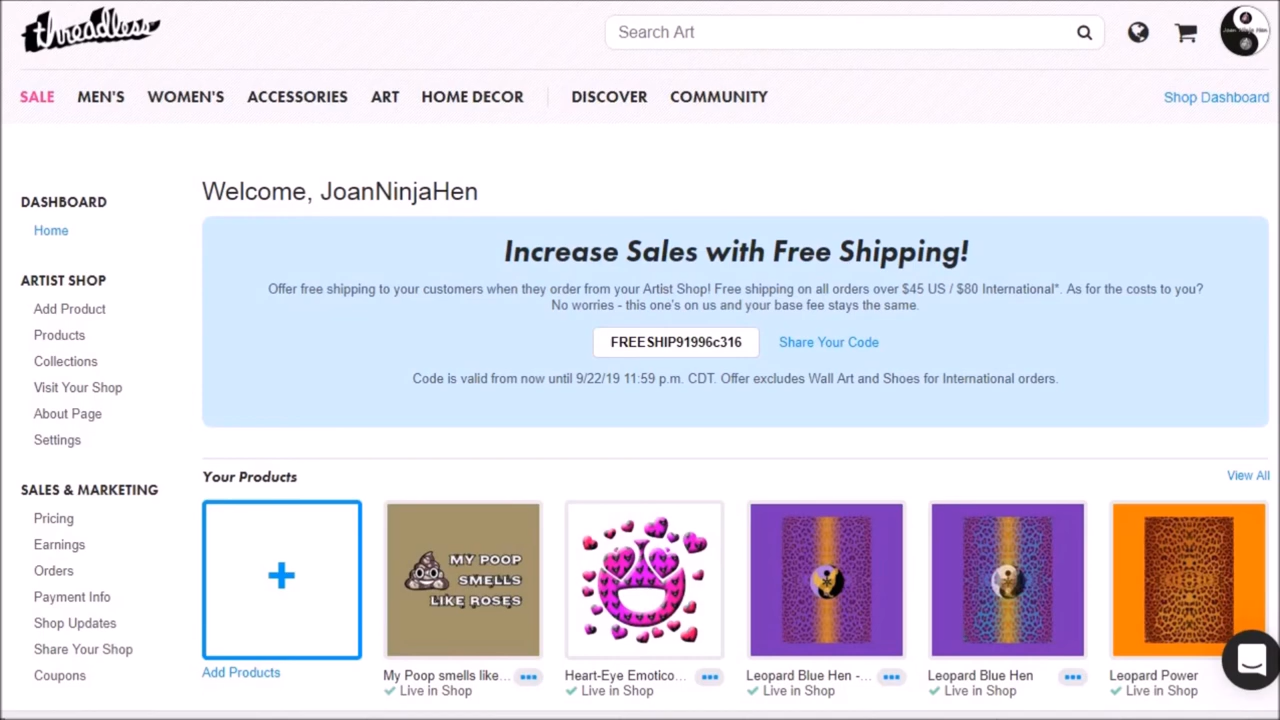 threadless
Search Art
SALE MEN'S WOMEN'S ACCESSORIES ART HOME DECOR DISCOVER COMMUNITY Shop Dashboard
Welcome, JoanNinjaHen
DASHBOARD
Home
ARTIST SHOP
Add Product
Products
Collections
Visit Your Shop
About Page
Settings
SALES & MARKETING
Pricing
Earnings
Orders
Payment Info
Shop Updates
Share Your Shop
Coupons
Increase Sales with Free Shipping!
Offer free shipping to your customers when they order from your Artist Shop! Free shipping on all orders over $45 US / $80 International*. As for the costs to you?
No worries - this one's on us and your base fee stays the same.
FREESHIP91996c316 Share Your Code
Code is valid from now until 9/22/19 11:59 p.m. CDT. Offer excludes Wall Art and Shoes for International orders.
Your Products View All
MY POOP
SMELLS
LIKE ROSES
Add Products
My Poop smells like... Heart-Eye Emotico... Leopard Blue Hen -... Leopard Blue Hen Leopard Power
Live in Shop Live in Shop Live in Shop Live in Shop Live in Shop